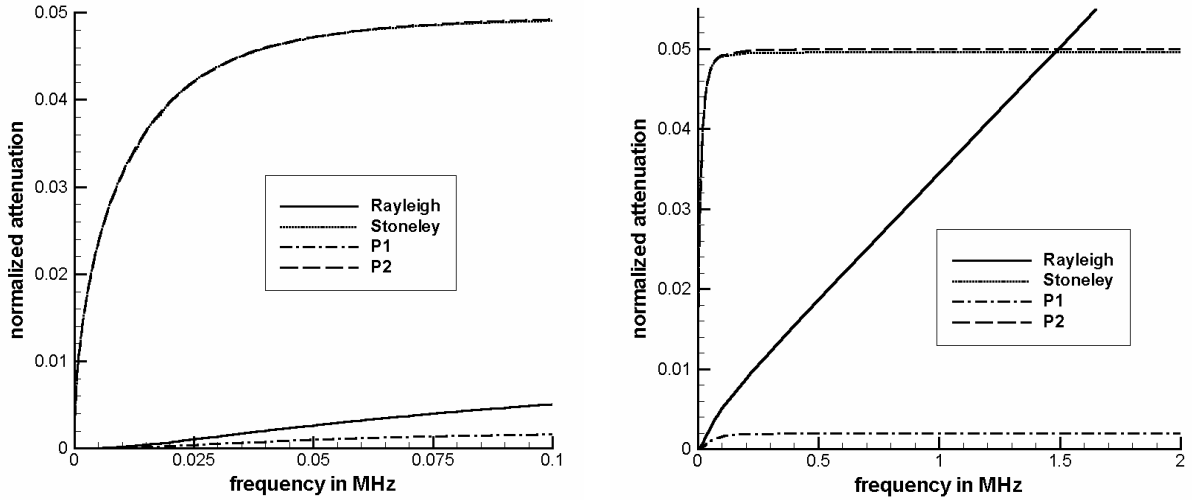 normalized attenuation
0.05
0.04
0.03
0.02
0.01
0
Rayleigh
Stoneley
P1
P2
0
0.025
0.05
0.075
0.1
frequency in MHz
normalized attenuation
0.05
0.04
0.03
0.02
0.01
0
Rayleigh
Stoneley
P1
P2
0
0.5
1
1.5
2
frequency in MHz